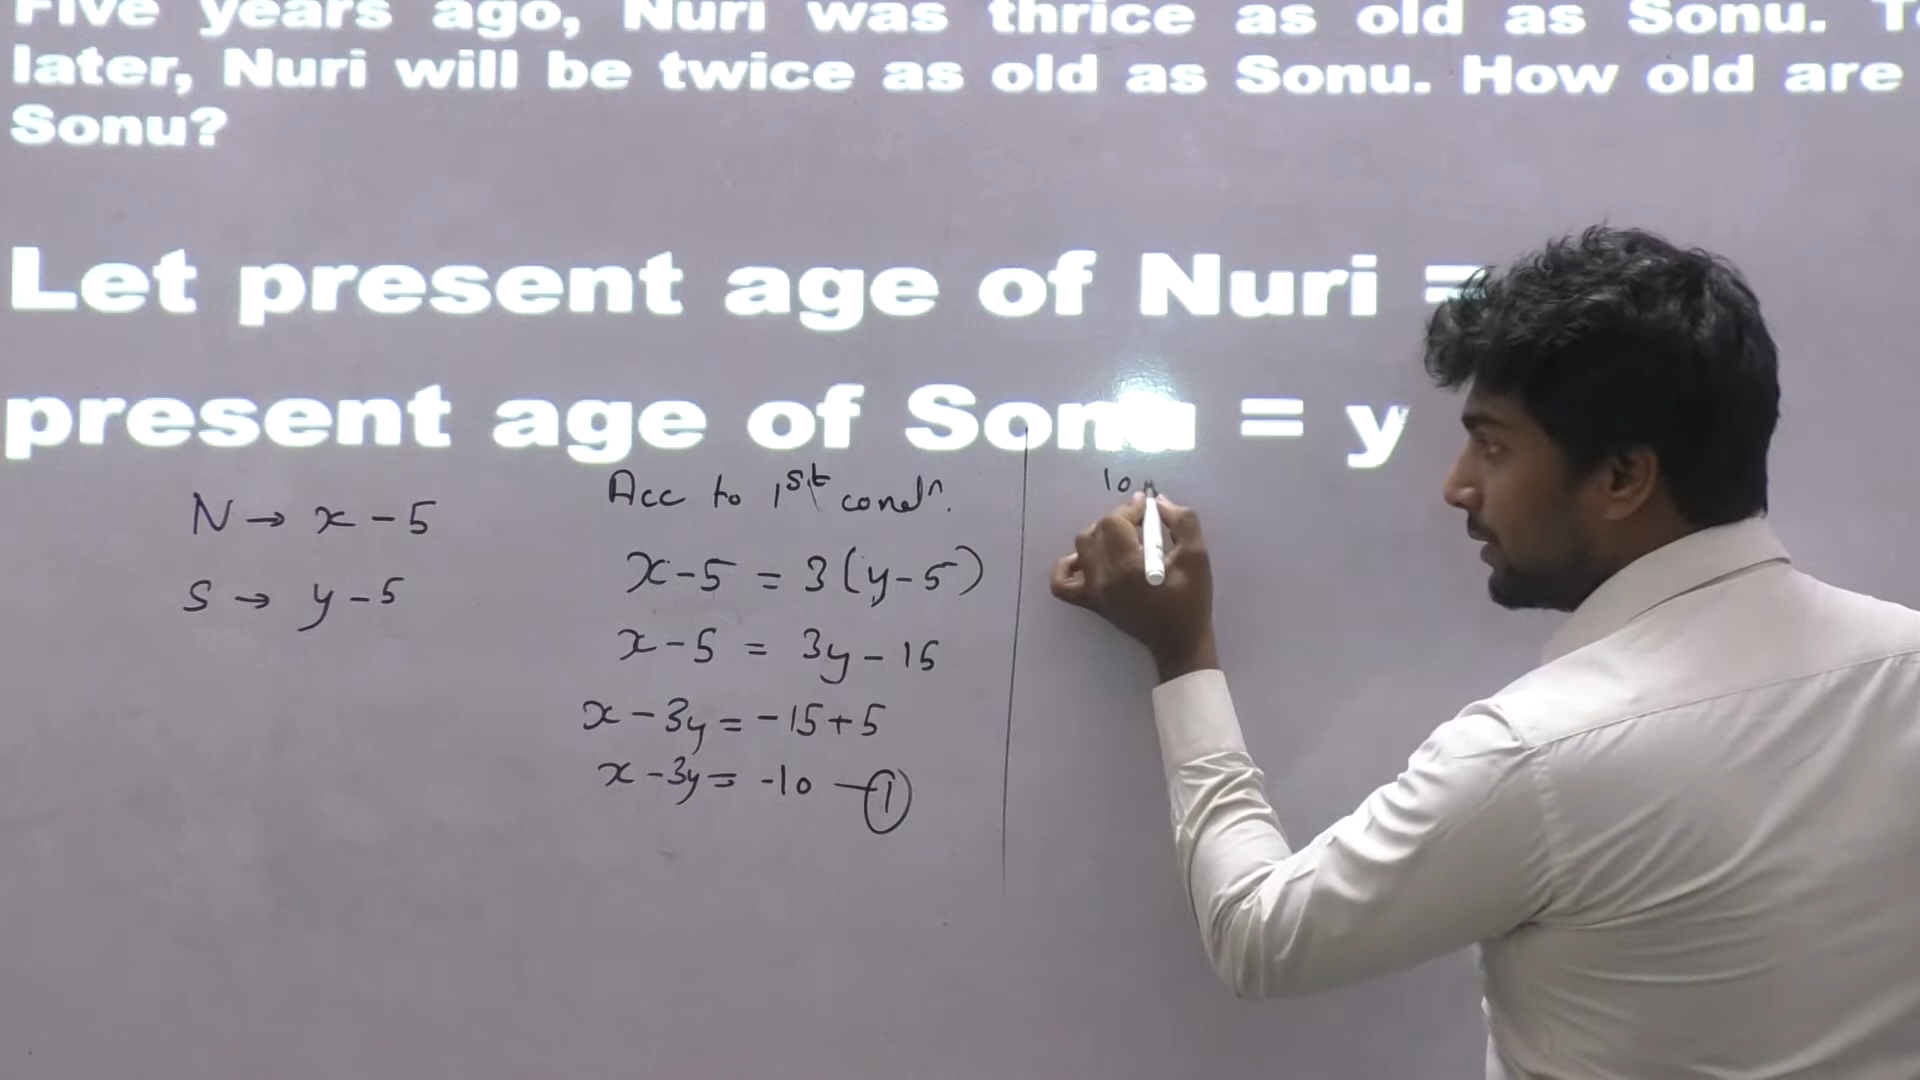 Five years ago, Nuri was thrice as old as Sonu.
later, Nuri will be twice as old as Sonu. How old are
Sonu?
Let present age of Nuri =
present age of Sonu = y
N → x - 5
S → y - 5
Acc to 1st condn.
x - 5 = 3(y - 5)
x - 5 = 3y - 15
x - 3y = -15 + 5
x - 3y = -10 — ①
10